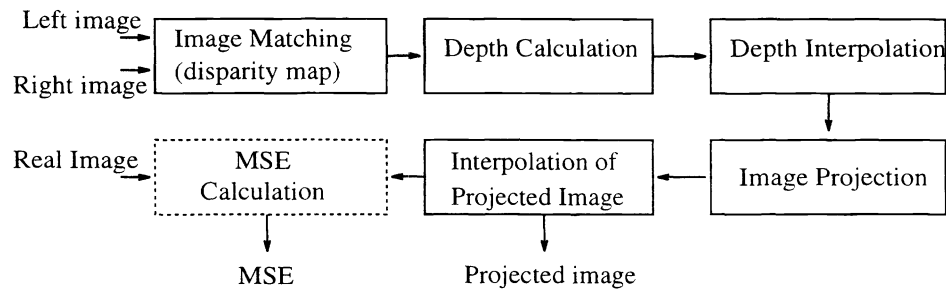 Left image
Right image
Image Matching
(disparity map)
Depth Calculation
Depth Interpolation
Real Image
MSE
Calculation
Interpolation of
Projected Image
Image Projection
MSE
Projected image